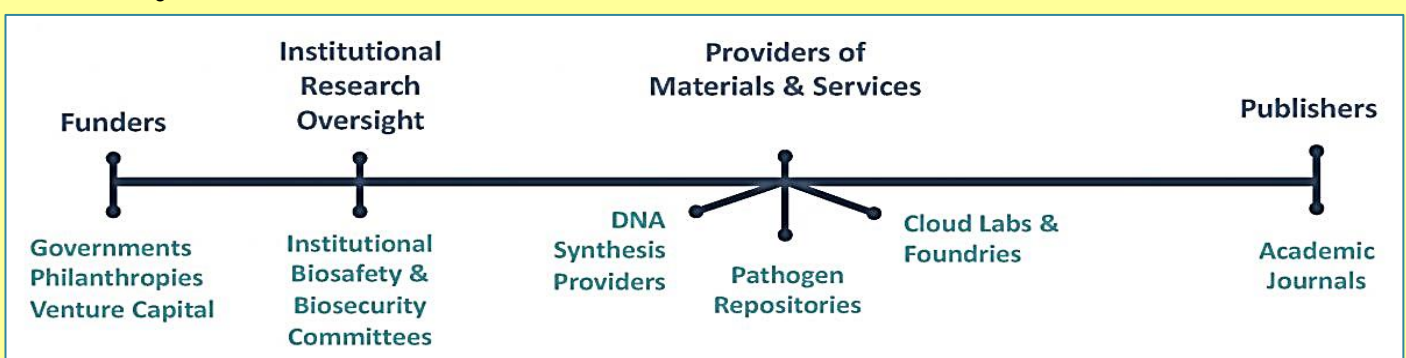 Funders
Institutional
Research
Oversight
Providers of
Materials & Services
Publishers
Governments
Philanthropies
Venture Capital
Institutional
Biosafety &
Biosecurity
Committees
DNA
Synthesis
Providers
Pathogen
Repositories
Cloud Labs &
Foundries
Academic
Journals